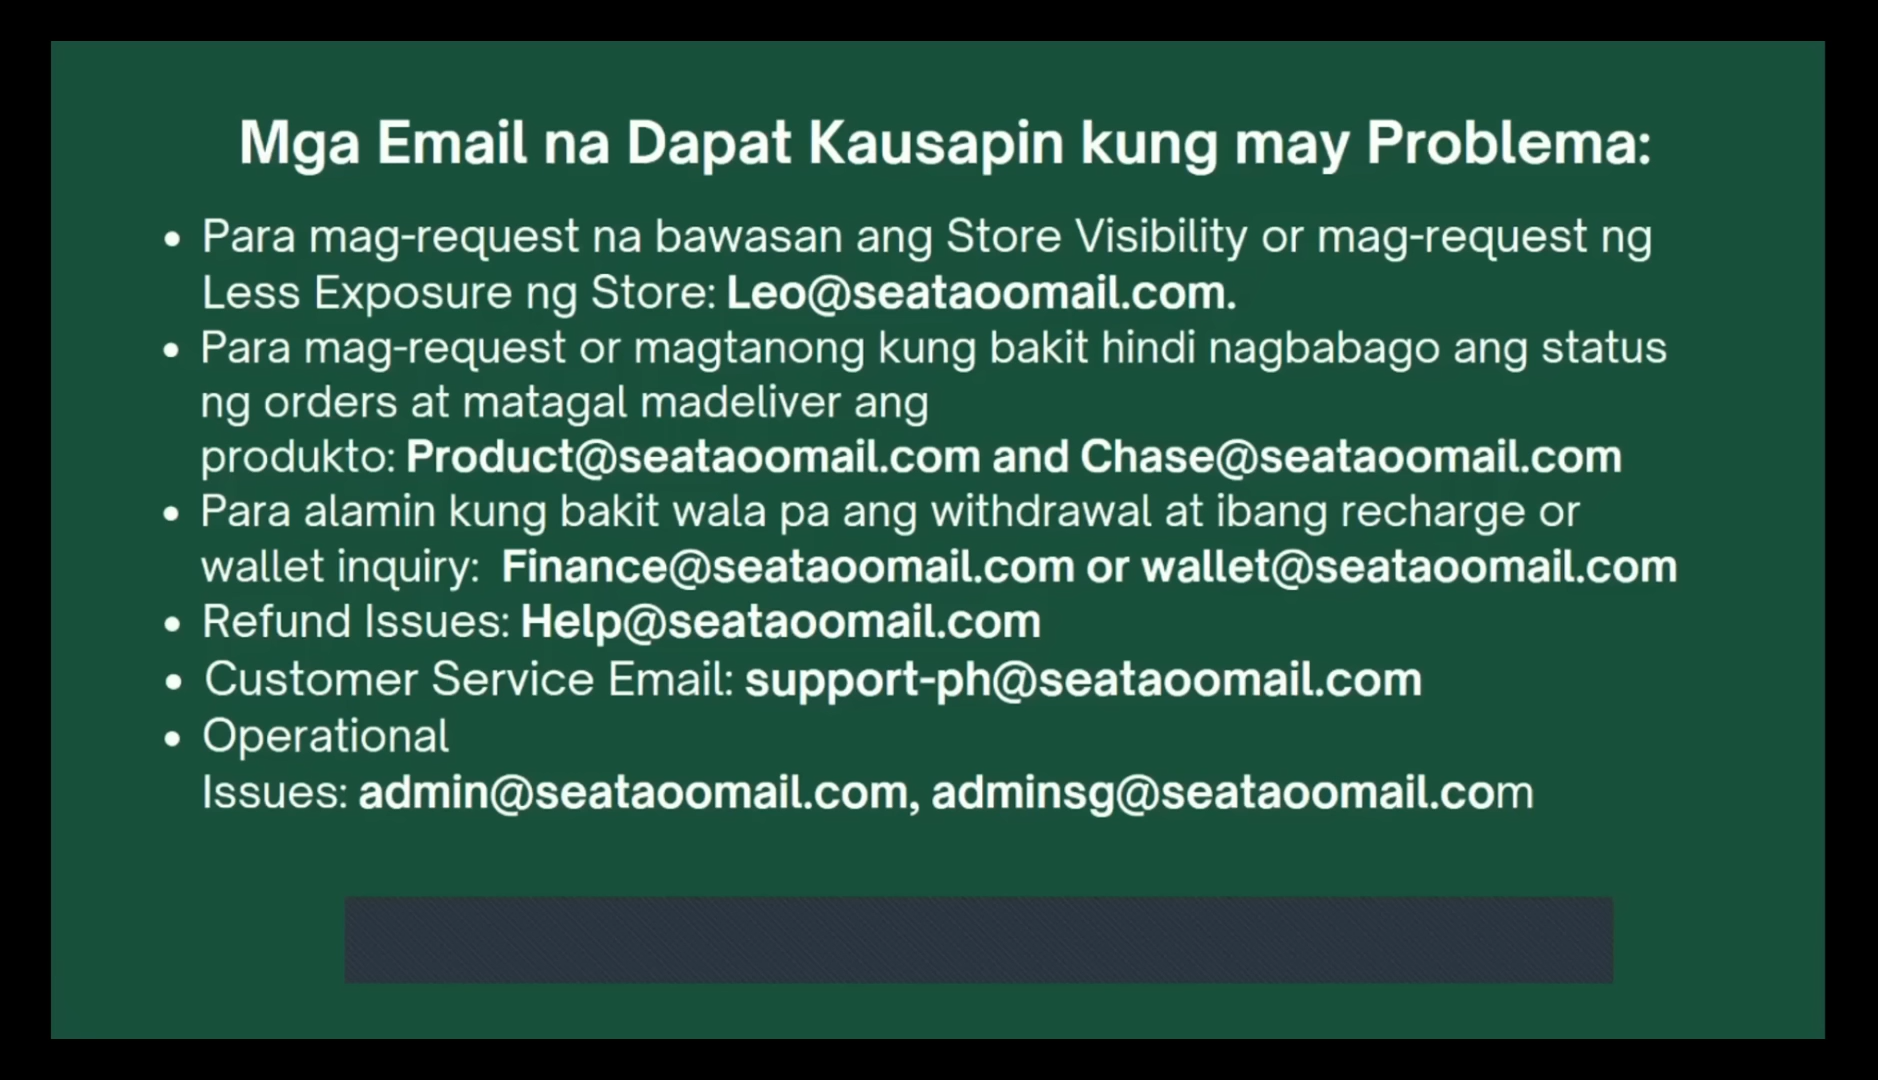 Mga Email na Dapat Kausapin kung may Problema:
• Para mag-request na bawasan ang Store Visibility or mag-request ng
Less Exposure ng Store: Leo@seataoomail.com.
• Para mag-request or magtanong kung bakit hindi nagbabago ang status
ng orders at matagal madeliver ang
produkto: Product@seataoomail.com and Chase@seataoomail.com
• Para alamin kung bakit wala pa ang withdrawal at ibang recharge or
wallet inquiry: Finance@seataoomail.com or wallet@seataoomail.com
• Refund Issues: Help@seataoomail.com
• Customer Service Email: support-ph@seataoomail.com
• Operational
Issues: admin@seataoomail.com, adminsg@seataoomail.com